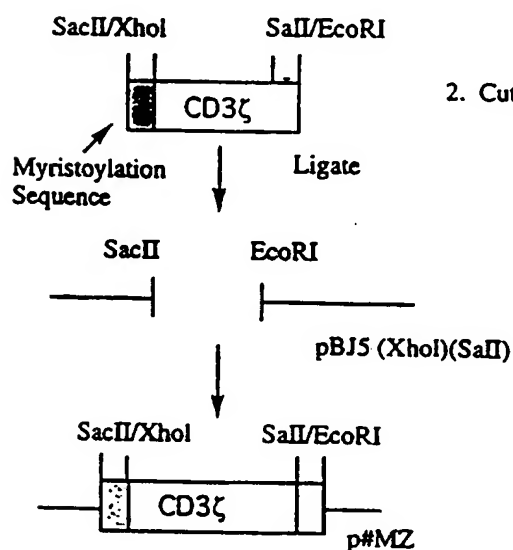 SacII/XhoI SalI/EcoRI
CD3ζ
2. Cut
Myristoylation
Sequence
Ligate
SacII EcoRI
pBJ5 (XhoI)(SalI)
SacII/XhoI SalI/EcoRI
CD3ζ
p#MZ